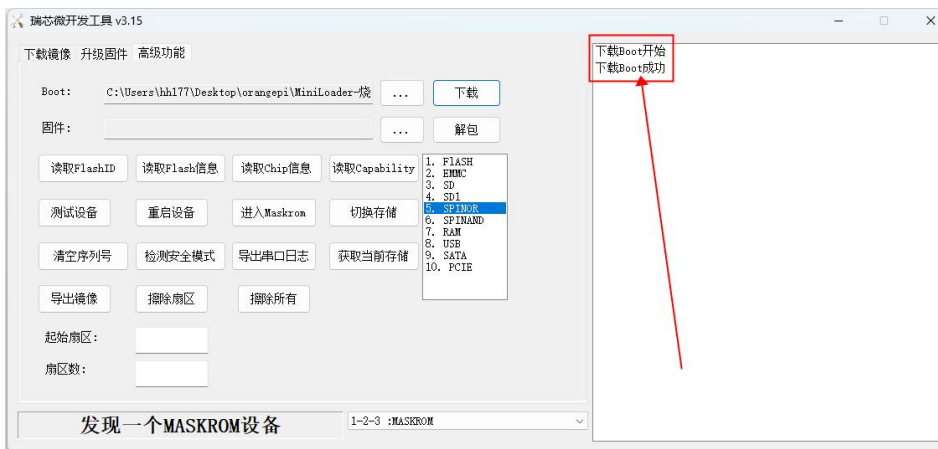 瑞芯微开发工具 v3.15
下载镜像 升级固件 高级功能
Boot: C:\Users\hh177\Desktop\orangepi\MiniLoader-烧 ... 下载
固件: ... 解包
读取FlashID 读取Flash信息 读取Chip信息 读取Capability
测试设备 重启设备 进入Maskrom 切换存储
清空序列号 检测安全模式 导出串口日志 获取当前存储
导出镜像 擦除扇区 擦除所有
起始扇区:
扇区数:
1. FlASH
2. EMMC
3. SD
4. SD1
5. SPINOR
6. SPINAND
7. RAM
8. USB
9. SATA
10. PCIE
发现一个MASKROM设备
1-2-3 :MASKROM
下载Boot开始
下载Boot成功